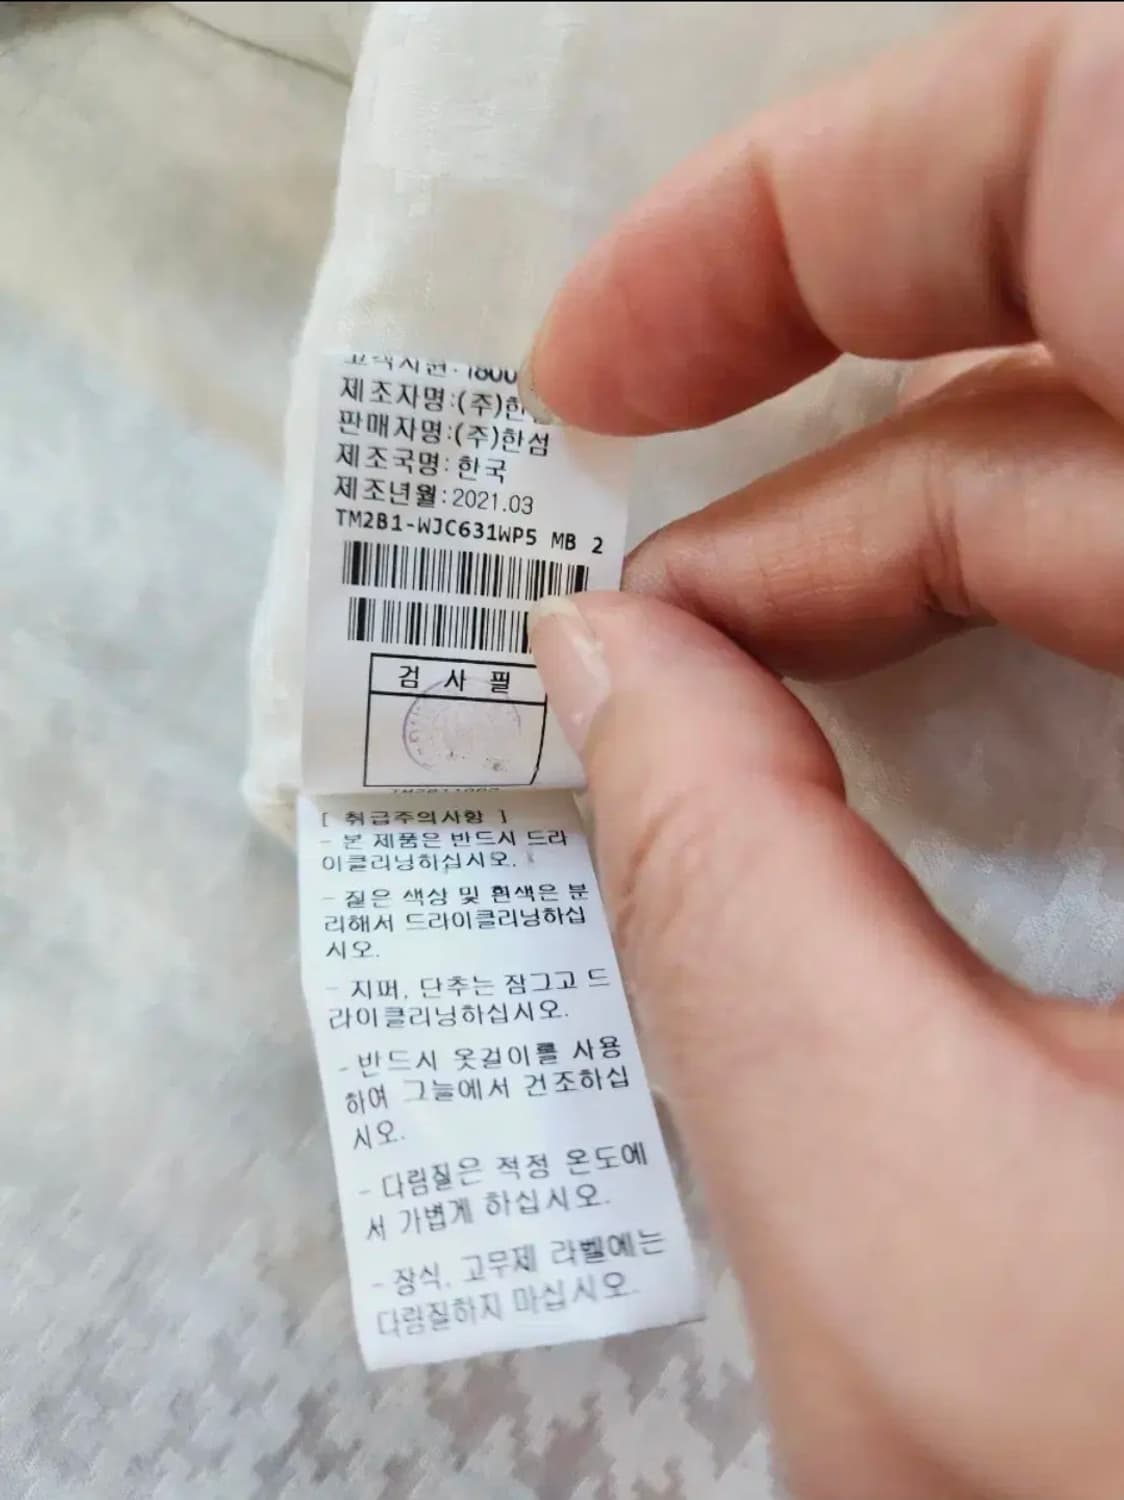 고객지원:1800
제조자명:(주)한
판매자명:(주)한섬
제조국명:한국
제조년월:2021.03
TM2B1-WJC631WP5 MB 2
검 사 필
[ 취급주의사항 ]
- 본 제품은 반드시 드라
이클리닝하십시오.
- 짙은 색상 및 흰색은 분
리해서 드라이클리닝하십
시오.
- 지퍼, 단추는 잠그고 드
라이클리닝하십시오.
- 반드시 옷걸이를 사용
하여 그늘에서 건조하십
시오.
- 다림질은 적정 온도에
서 가볍게 하십시오.
- 장식, 고무제 라벨에는
다림질하지 마십시오.